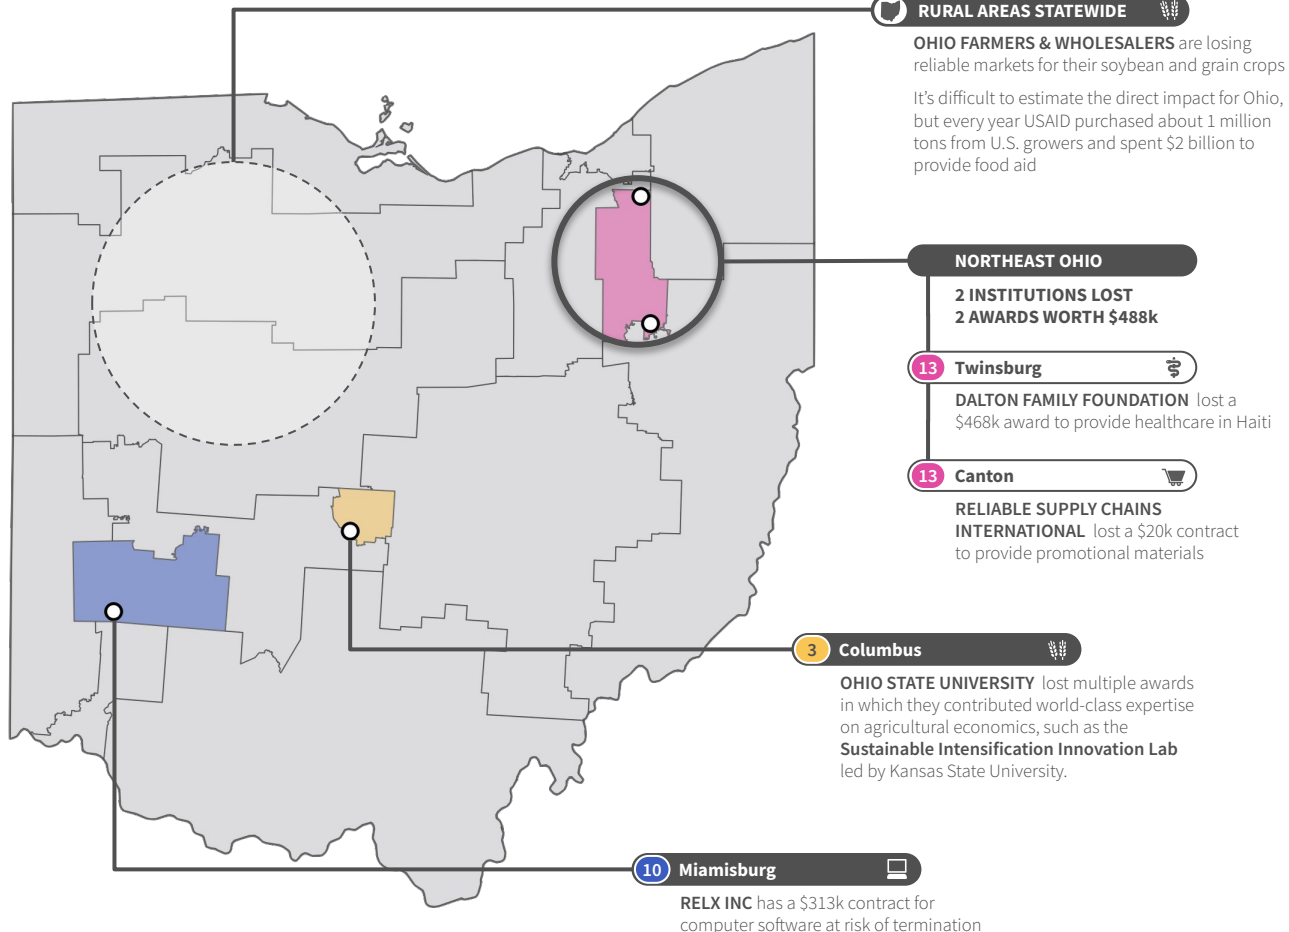 RURAL AREAS STATEWIDE
OHIO FARMERS & WHOLESALERS are losing
reliable markets for their soybean and grain crops
It’s difficult to estimate the direct impact for Ohio,
but every year USAID purchased about 1 million
tons from U.S. growers and spent $2 billion to
provide food aid
NORTHEAST OHIO
2 INSTITUTIONS LOST
2 AWARDS WORTH $488k
13 Twinsburg
DALTON FAMILY FOUNDATION lost a
$468k award to provide healthcare in Haiti
13 Canton
RELIABLE SUPPLY CHAINS
INTERNATIONAL lost a $20k contract
to provide promotional materials
3 Columbus
OHIO STATE UNIVERSITY lost multiple awards
in which they contributed world-class expertise
on agricultural economics, such as the
Sustainable Intensification Innovation Lab
led by Kansas State University.
10 Miamisburg
RELX INC has a $313k contract for
computer software at risk of termination